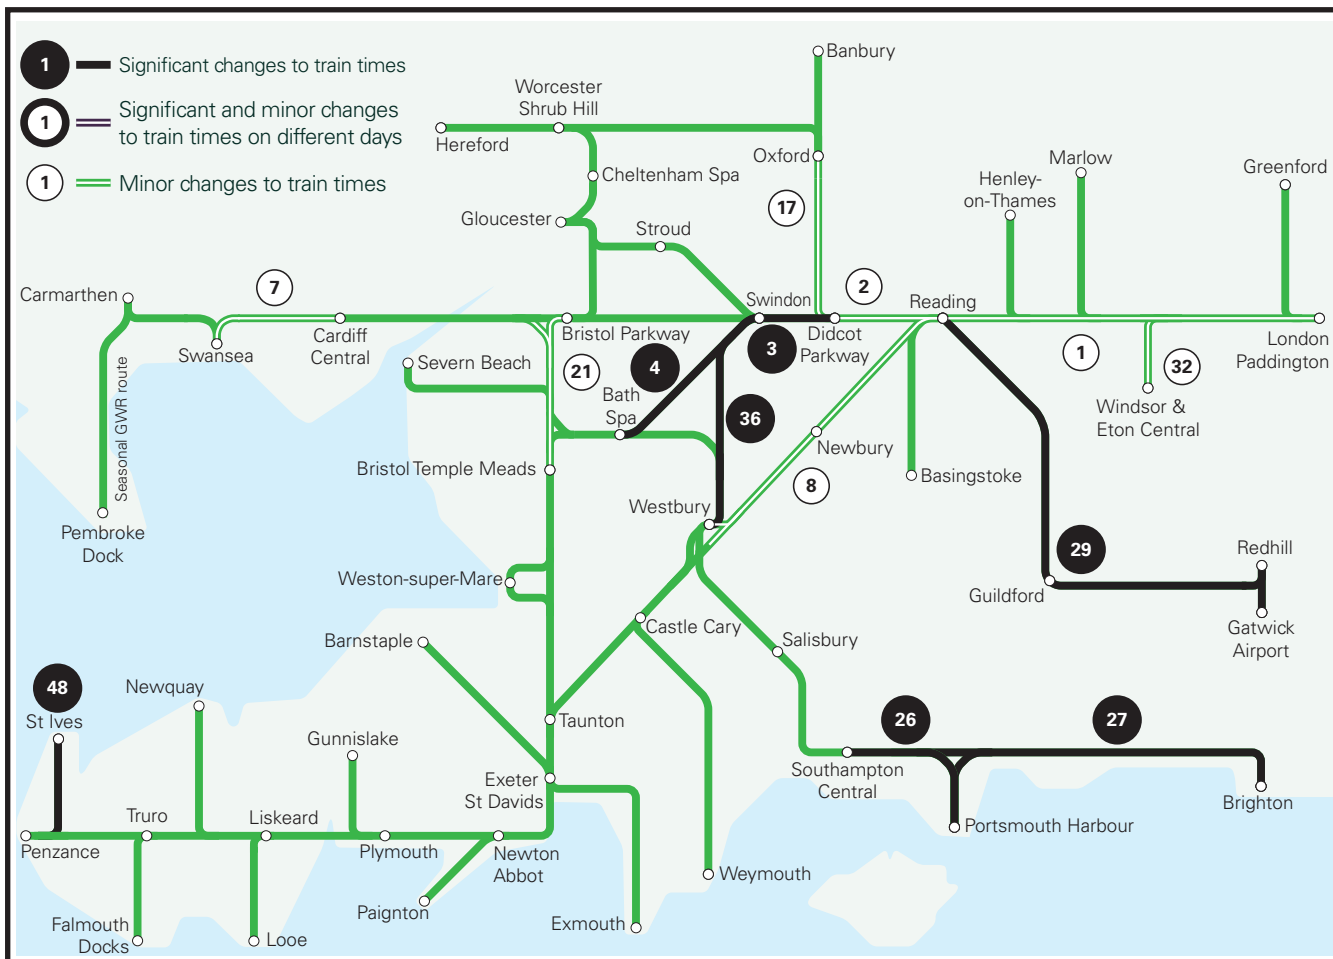 1 Significant changes to train times
1 Significant and minor changes
to train times on different days
1 Minor changes to train times
Banbury
Worcester
Shrub Hill
Hereford
Oxford
Marlow
Greenford
Henley-
on-Thames
Cheltenham Spa
17
Gloucester
Stroud
7
2
Carmarthen
Swindon
Reading
Swansea
Cardiff
Central
Bristol Parkway
3
Didcot
Parkway
1
32
London
Paddington
Severn Beach
21
4
Bath
Spa
36
Windsor &
Eton Central
Seasonal GWR route
Newbury
Bristol Temple Meads
8
Basingstoke
Pembroke
Dock
Westbury
29
Redhill
Weston-super-Mare
Guildford
Gatwick
Airport
Castle Cary
Barnstaple
Salisbury
48
St Ives
Newquay
Taunton
26
27
Gunnislake
Exeter
St Davids
Southampton
Central
Brighton
Truro
Liskeard
Penzance
Plymouth
Newton
Abbot
Portsmouth Harbour
Weymouth
Paignton
Falmouth
Docks
Looe
Exmouth